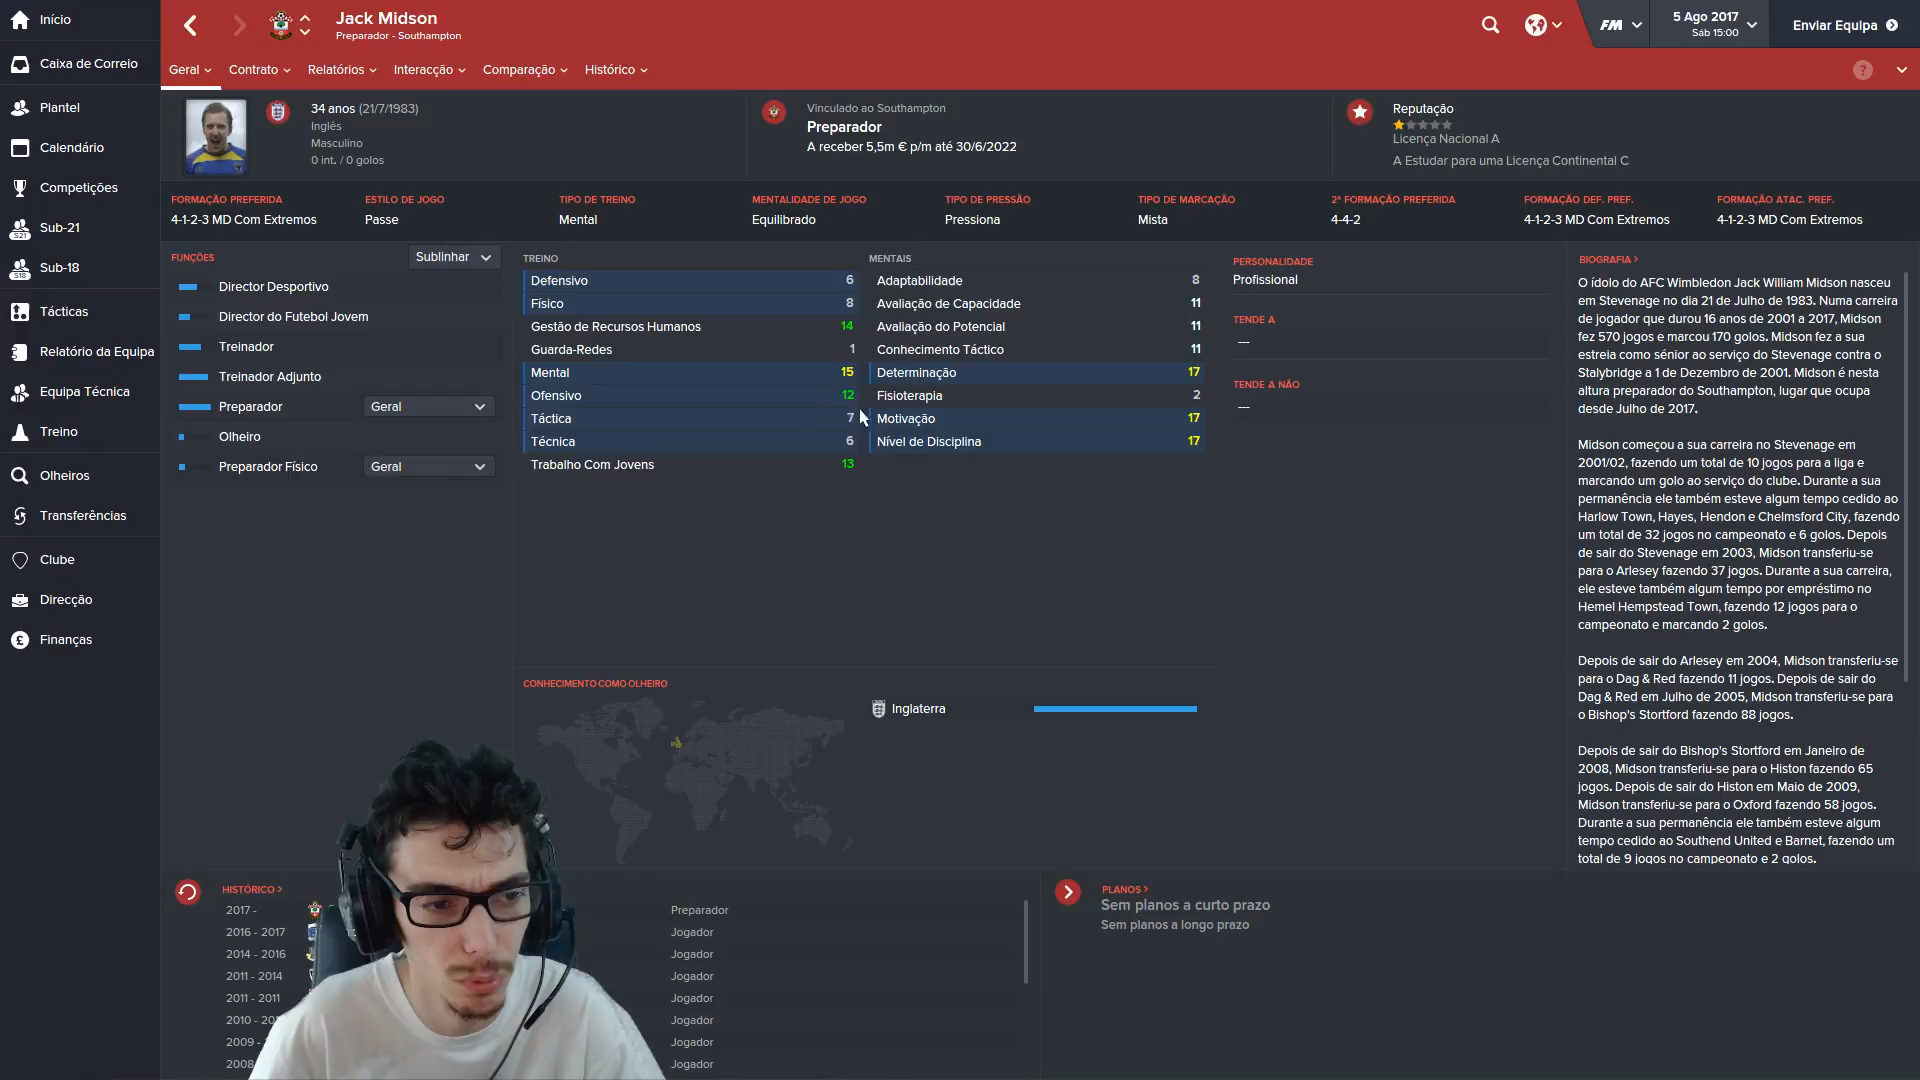 Início
Caixa de Correio
Plantel
Calendário
Competições
Sub-21
Sub-18
Tácticas
Relatório da Equipa
Equipa Técnica
Treino
Olheiros
Transferências
Clube
Direcção
Finanças
Jack Midson
Preparador - Southampton
FM
5 Ago 2017
Sáb 15:00
Enviar Equipa
Geral
Contrato
Relatórios
Interacção
Comparação
Histórico
?
34 anos (21/7/1983)
Inglês
Masculino
0 int. / 0 golos
Vinculado ao Southampton
Preparador
A receber 5,5m € p/m até 30/6/2022
Reputação
Licença Nacional A
A Estudar para uma Licença Continental C
FORMAÇÃO PREFERIDA
4-1-2-3 MD Com Extremos
ESTILO DE JOGO
Passe
TIPO DE TREINO
Mental
MENTALIDADE DE JOGO
Equilibrado
TIPO DE PRESSÃO
Pressiona
TIPO DE MARCAÇÃO
Mista
2ª FORMAÇÃO PREFERIDA
4-4-2
FORMAÇÃO DEF. PREF.
4-1-2-3 MD Com Extremos
FORMAÇÃO ATAC. PREF.
4-1-2-3 MD Com Extremos
FUNÇÕES
Sublinhar
Director Desportivo
Director do Futebol Jovem
Treinador
Treinador Adjunto
Preparador Geral
Olheiro
Preparador Físico Geral
TREINO
Defensivo 6
Físico 8
Gestão de Recursos Humanos 14
Guarda-Redes 1
Mental 15
Ofensivo 12
Táctica 7
Técnica 6
Trabalho Com Jovens 13
MENTAIS
Adaptabilidade 8
Avaliação de Capacidade 11
Avaliação do Potencial 11
Conhecimento Táctico 11
Determinação 17
Fisioterapia 2
Motivação 17
Nível de Disciplina 17
PERSONALIDADE
Profissional
TENDE A
---
TENDE A NÃO
---
BIOGRAFIA >
O ídolo do AFC Wimbledon Jack William Midson nasceu
em Stevenage no dia 21 de Julho de 1983. Numa carreira
de jogador que durou 16 anos de 2001 a 2017, Midson
fez 570 jogos e marcou 170 golos. Midson fez a sua
estreia como sénior ao serviço do Stevenage contra o
Stalybridge a 1 de Dezembro de 2001. Midson é nesta
altura preparador do Southampton, lugar que ocupa
desde Julho de 2017.
Midson começou a sua carreira no Stevenage em
2001/02, fazendo um total de 10 jogos para a liga e
marcando um golo ao serviço do clube. Durante a sua
permanência ele também esteve algum tempo cedido ao
Harlow Town, Hayes, Hendon e Chelmsford City, fazendo
um total de 32 jogos no campeonato e 6 golos. Depois
de sair do Stevenage em 2003, Midson transferiu-se
para o Arlesey fazendo 37 jogos. Durante a sua carreira,
ele esteve também algum tempo por empréstimo no
Hemel Hempstead Town, fazendo 12 jogos para o
campeonato e marcando 2 golos.
Depois de sair do Arlesey em 2004, Midson transferiu-se
para o Dag & Red fazendo 11 jogos. Depois de sair do
Dag & Red em Julho de 2005, Midson transferiu-se para
o Bishop's Stortford fazendo 88 jogos.
Depois de sair do Bishop's Stortford em Janeiro de
2008, Midson transferiu-se para o Histon fazendo 65
jogos. Depois de sair do Histon em Maio de 2009,
Midson transferiu-se para o Oxford fazendo 58 jogos.
Durante a sua permanência ele também esteve algum
tempo cedido ao Southend United e Barnet, fazendo um
total de 9 jogos no campeonato e 2 golos.
CONHECIMENTO COMO OLHEIRO
Inglaterra
HISTÓRICO >
2017 - Preparador
2016 - 2017 Jogador
2014 - 2016 Jogador
2011 - 2014 Jogador
2011 - 2011 Jogador
2010 - Jogador
2009 - Jogador
2008 Jogador
PLANOS >
Sem planos a curto prazo
Sem planos a longo prazo